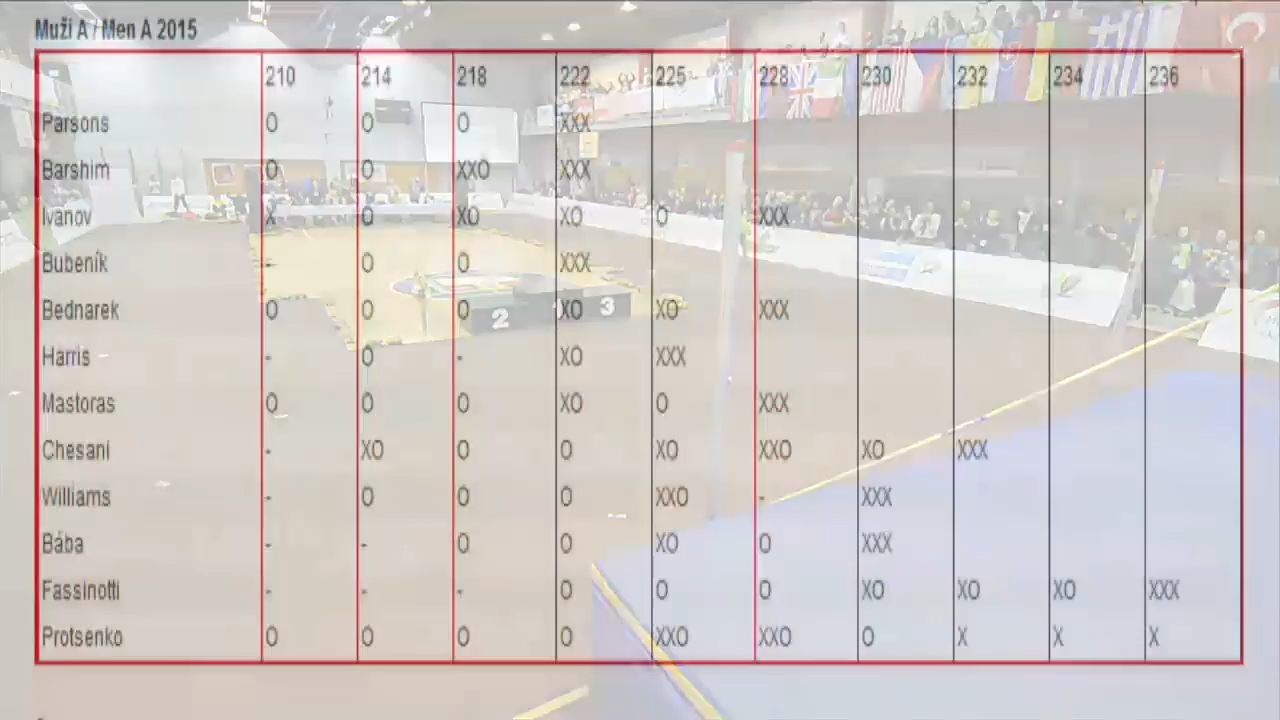 Muži A / Men A 2015
210 214 218 222 225 228 230 232 234 236
Parsons O O O XXX
Barshim O O XXO XXX
Ivanov X O XO XO O XXX
Bubeník - O O XXX
Bednarek O O O XO XO XXX
Harris - O - XO XXX
Mastoras O O O XO O XXX
Chesani - XO O O XO XXO XO XXX
Williams - O O O XXO - XXX
Bába - - O O XO O XXX
Fassinotti - - - O O O XO XO XO XXX
Protsenko O O O O XXO XXO O X X X
2 3